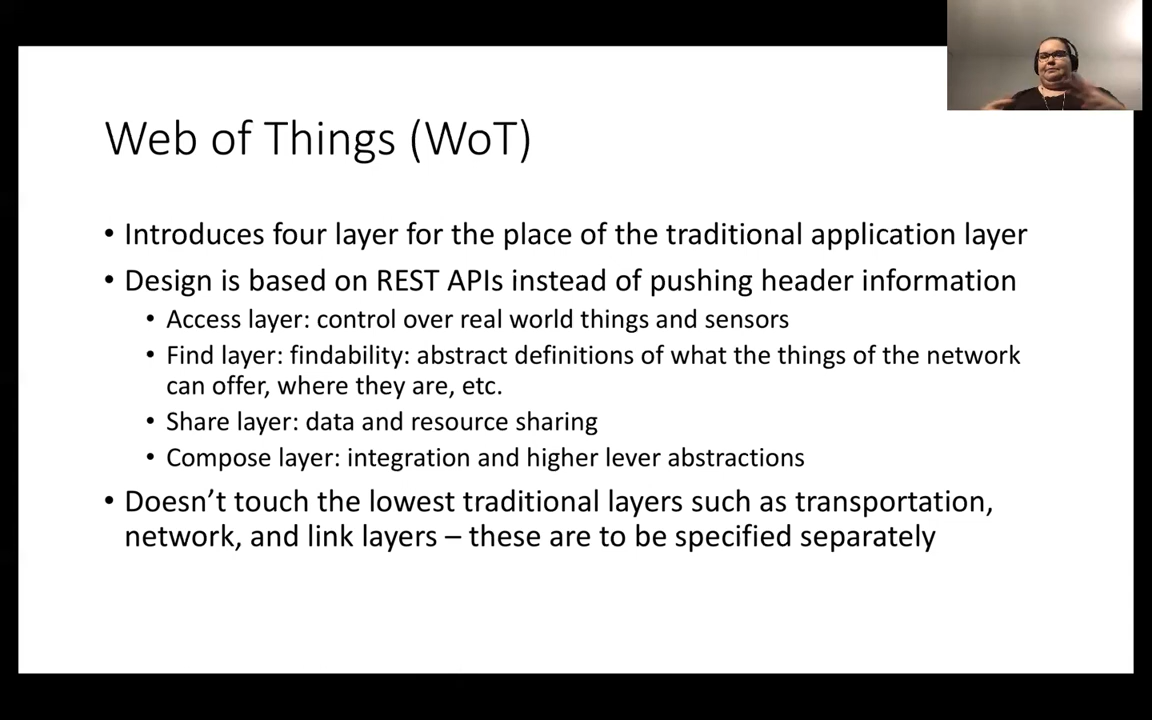 Web of Things (WoT)
• Introduces four layer for the place of the traditional application layer
• Design is based on REST APIs instead of pushing header information
• Access layer: control over real world things and sensors
• Find layer: findability: abstract definitions of what the things of the network
can offer, where they are, etc.
• Share layer: data and resource sharing
• Compose layer: integration and higher lever abstractions
• Doesn’t touch the lowest traditional layers such as transportation,
network, and link layers – these are to be specified separately